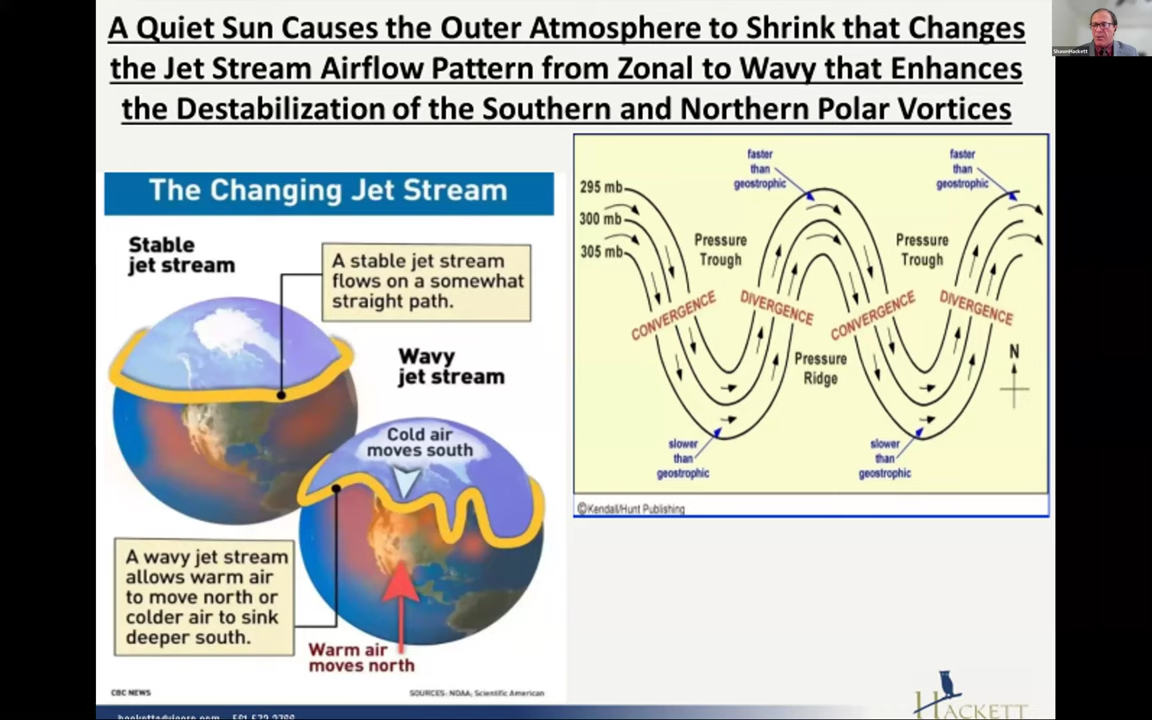 A Quiet Sun Causes the Outer Atmosphere to Shrink that Changes
the Jet Stream Airflow Pattern from Zonal to Wavy that Enhances
the Destabilization of the Southern and Northern Polar Vortices
ShawnHackett
The Changing Jet Stream
Stable
jet stream
A stable jet stream
flows on a somewhat
straight path.
Wavy
jet stream
Cold air
moves south
A wavy jet stream
allows warm air
to move north or
colder air to sink
deeper south.
Warm air
moves north
CBC NEWS
SOURCES: NOAA; Scientific American
faster
than
geostrophic
faster
than
geostrophic
295 mb
300 mb
305 mb
Pressure
Trough
Pressure
Trough
CONVERGENCE
DIVERGENCE
CONVERGENCE
DIVERGENCE
Pressure
Ridge
N
slower
than
geostrophic
slower
than
geostrophic
©Kendall/Hunt Publishing
HACKETT